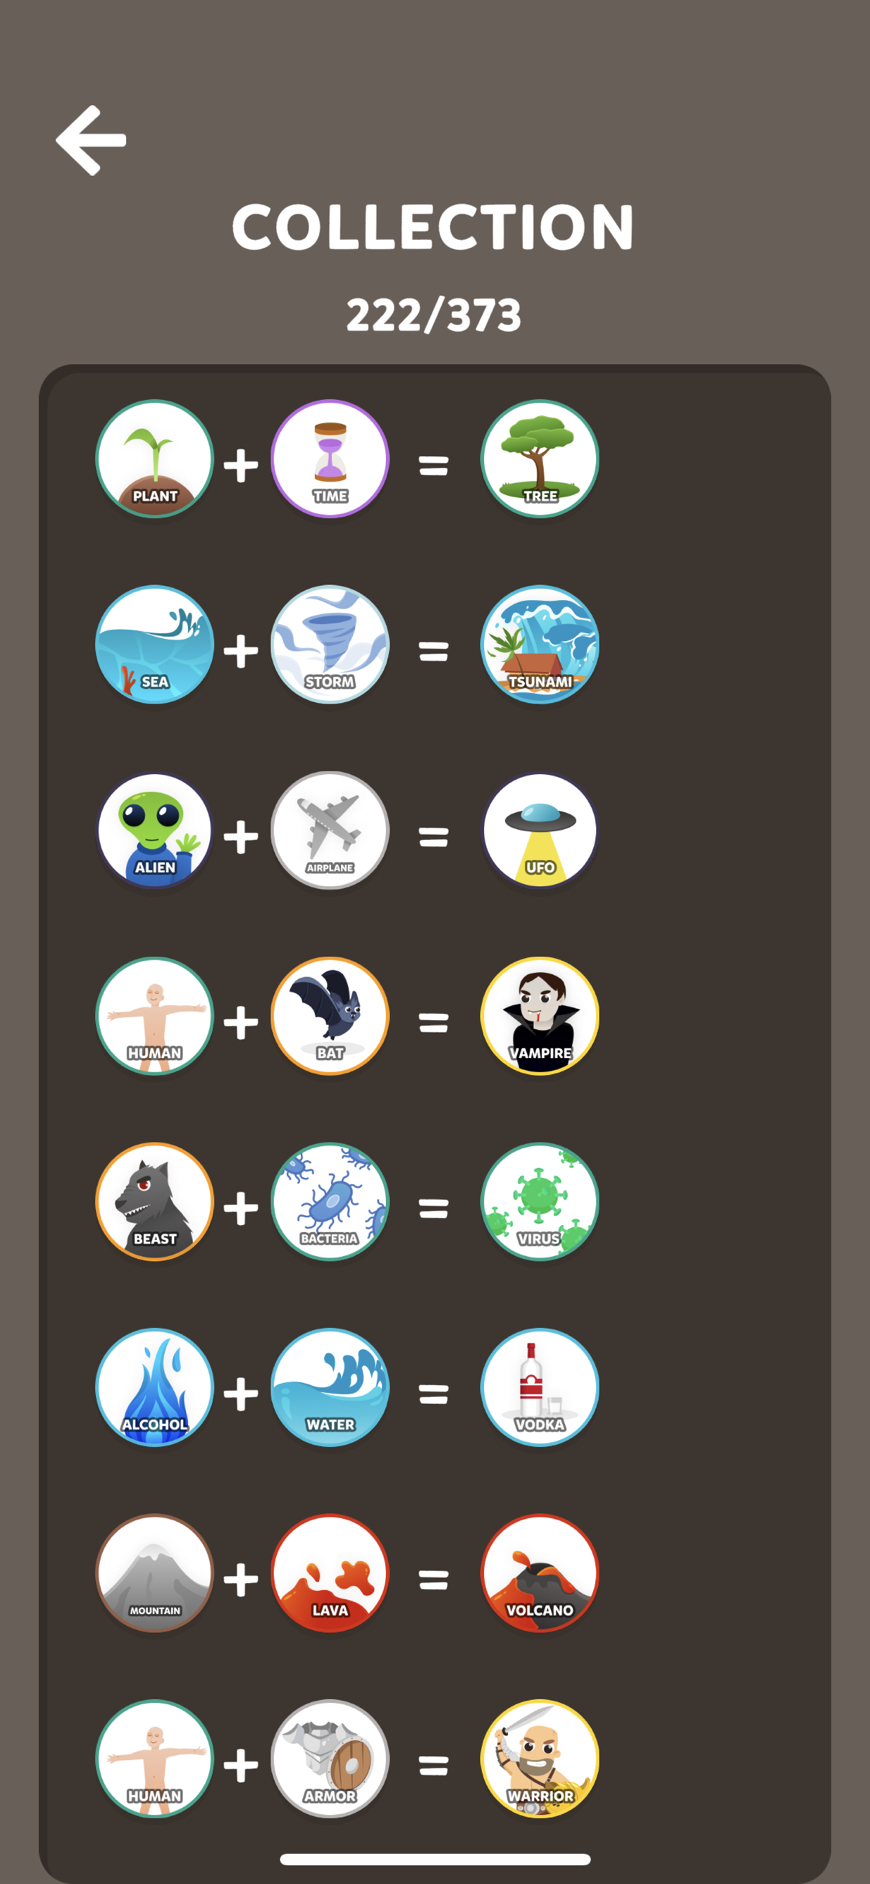 COLLECTION
222/373
PLANT + TIME = TREE
SEA + STORM = TSUNAMI
ALIEN + AIRPLANE = UFO
HUMAN + BAT = VAMPIRE
BEAST + BACTERIA = VIRUS
ALCOHOL + WATER = VODKA
MOUNTAIN + LAVA = VOLCANO
HUMAN + ARMOR = WARRIOR